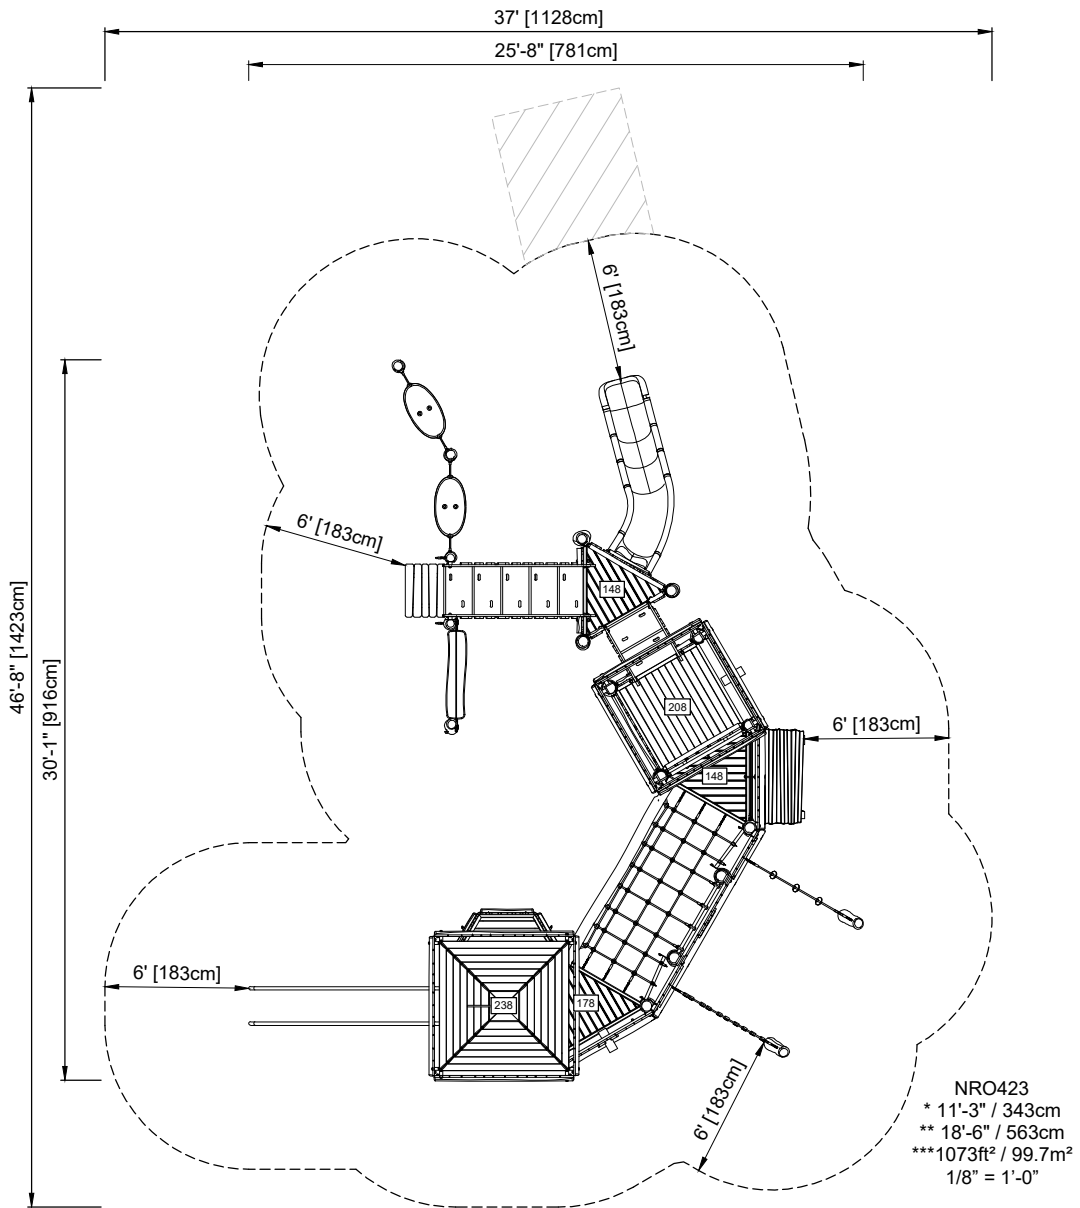 37' [1128cm]
25'-8" [781cm]
6' [183cm]
6' [183cm]
46'-8" [1423cm]
30'-1" [916cm]
148
208
6' [183cm]
148
6' [183cm]
238
178
6' [183cm]
NRO423
* 11'-3" / 343cm
** 18'-6" / 563cm
***1073ft² / 99.7m²
1/8” = 1’-0”